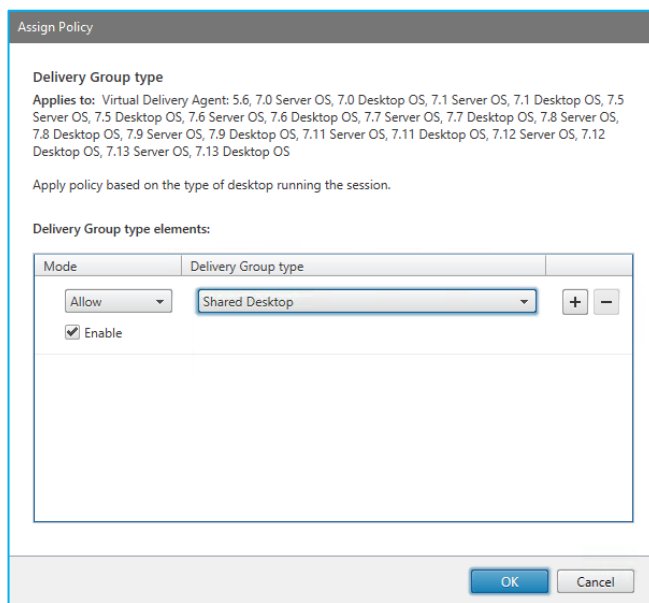 Assign Policy
Delivery Group type
Applies to: Virtual Delivery Agent: 5.6, 7.0 Server OS, 7.0 Desktop OS, 7.1 Server OS, 7.1 Desktop OS, 7.5
Server OS, 7.5 Desktop OS, 7.6 Server OS, 7.6 Desktop OS, 7.7 Server OS, 7.7 Desktop OS, 7.8 Server OS,
7.8 Desktop OS, 7.9 Server OS, 7.9 Desktop OS, 7.11 Server OS, 7.11 Desktop OS, 7.12 Server OS, 7.12
Desktop OS, 7.13 Server OS, 7.13 Desktop OS
Apply policy based on the type of desktop running the session.
Delivery Group type elements:
Mode Delivery Group type
Allow Shared Desktop + −
Enable
OK Cancel